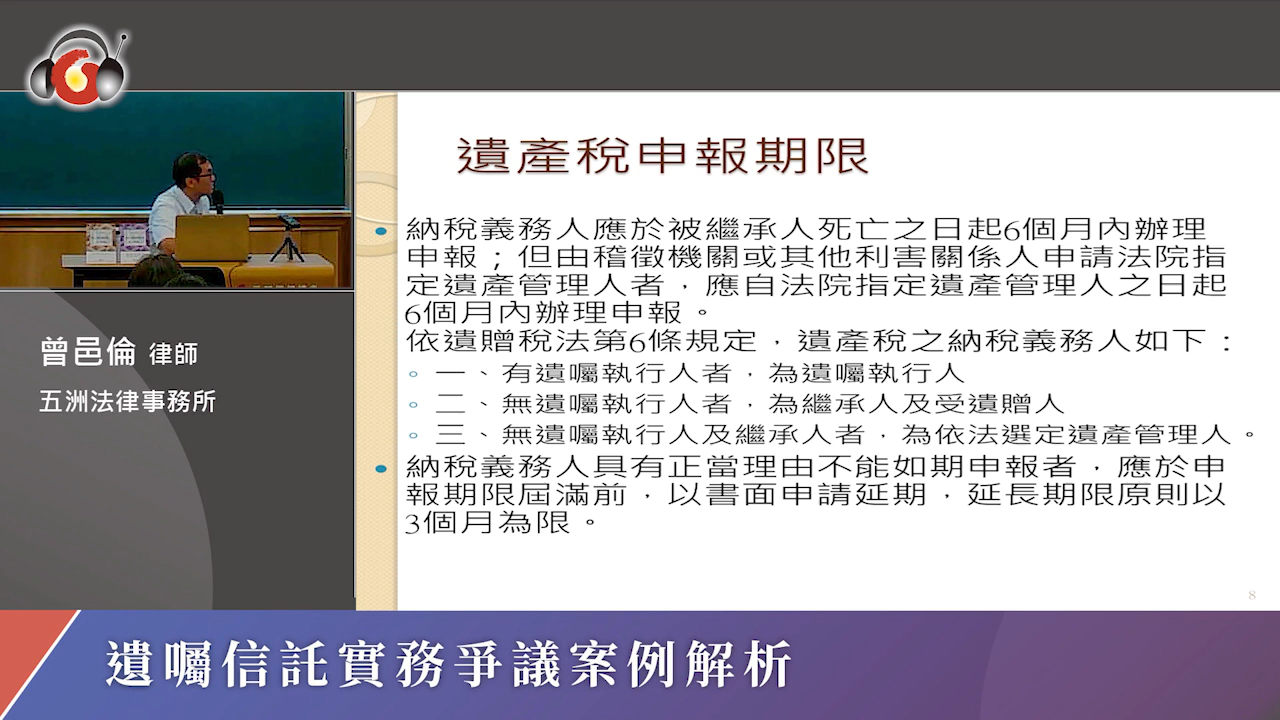 遺產稅申報期限
納稅義務人應於被繼承人死亡之日起6個月內辦理
申報；但由稽徵機關或其他利害關係人申請法院指
定遺產管理人者，應自法院指定遺產管理人之日起
6個月內辦理申報。
依遺贈稅法第6條規定，遺產稅之納稅義務人如下：
一、有遺囑執行人者，為遺囑執行人
二、無遺囑執行人者，為繼承人及受遺贈人
三、無遺囑執行人及繼承人者，為依法選定遺產管理人。
納稅義務人具有正當理由不能如期申報者，應於申
報期限屆滿前，以書面申請延期，延長期限原則以
3個月為限。
8
曾邑倫 律師
五洲法律事務所
遺囑信託實務爭議案例解析